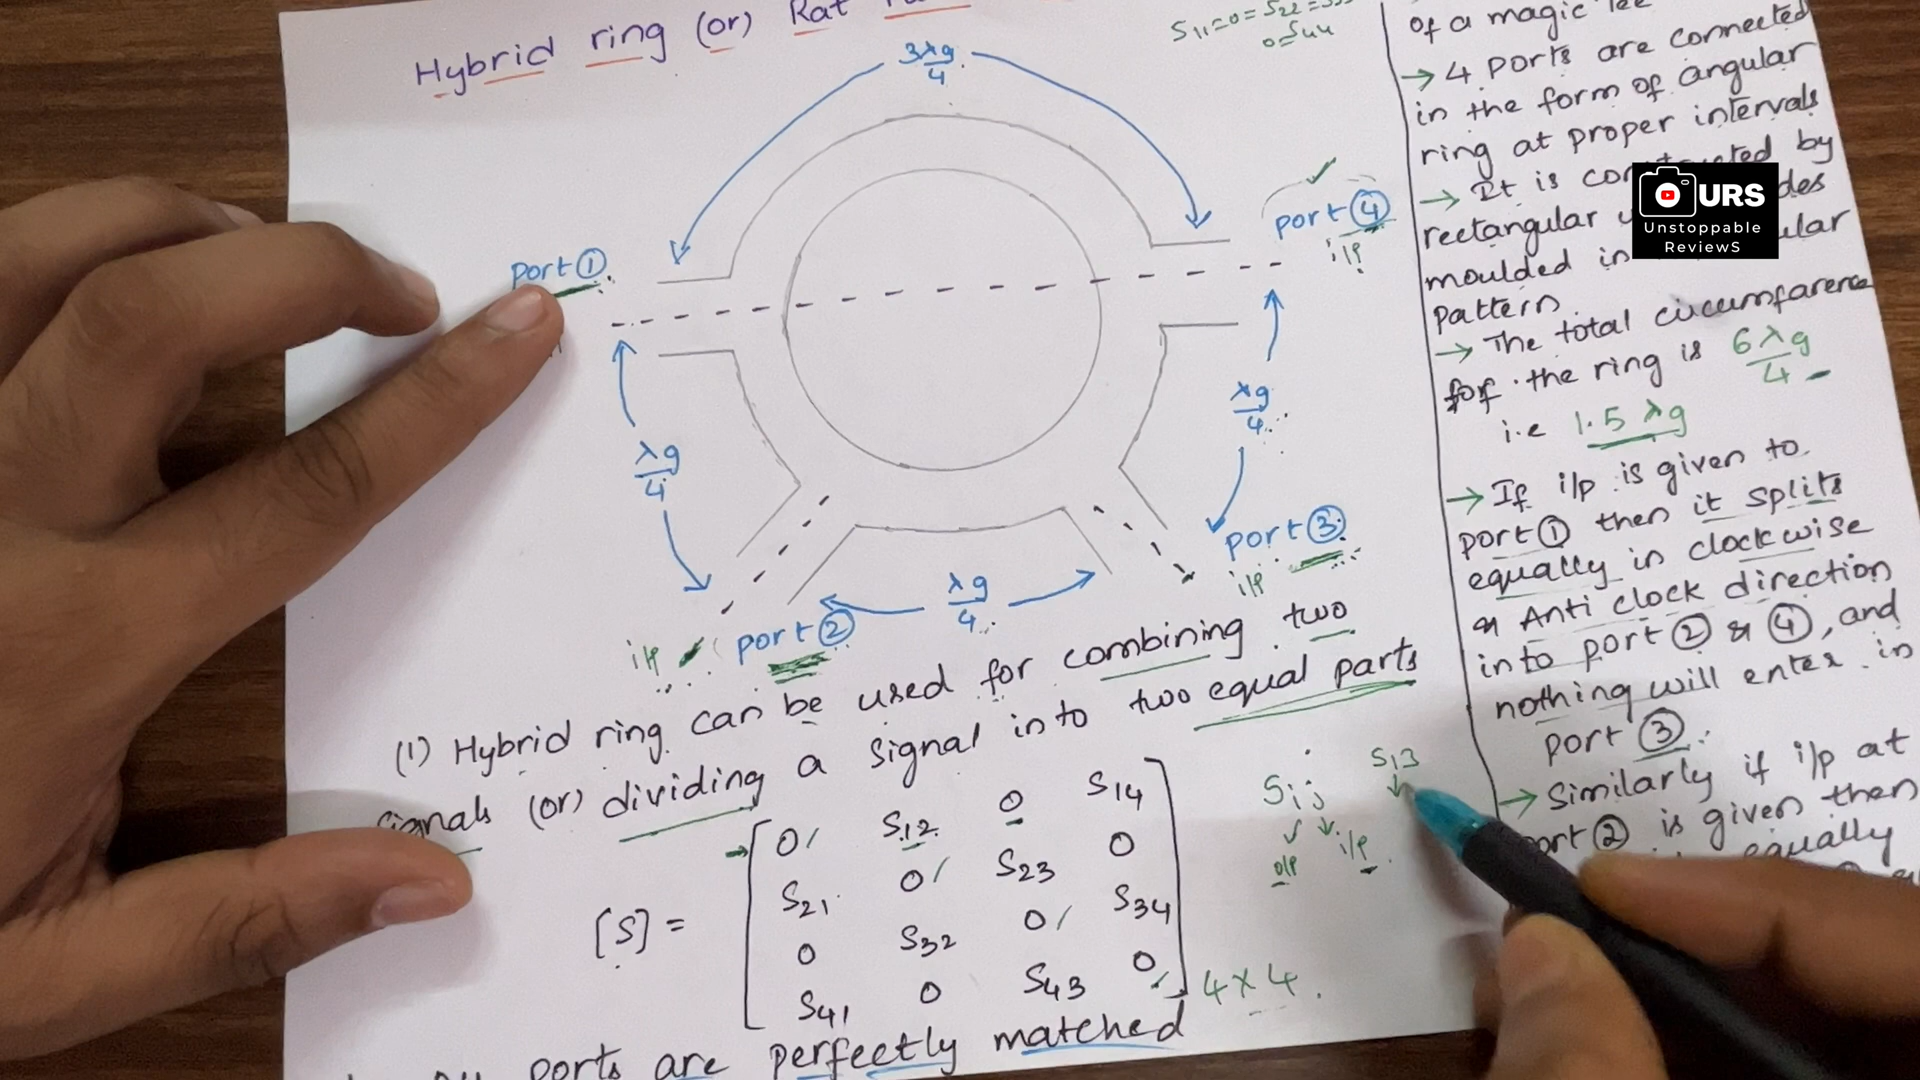 Hybrid ring (or) Rat
S11=0=S22=
0=S44
3λg
4
port ①
port ④
i/p
λg
4
λg
4
port ③
i/p
λg
4
i/p
port ②
(1) Hybrid ring can be used for combining two
signals (or) dividing a signal into two equal parts
[S] =
0 S12 0 S14
S21 0 S23 0
0 S32 0 S34
S41 0 S43 0
4x4.
Sij
o/p i/p
S13
ports are perfectly matched
of a magic Tee
→ 4 ports are connected
in the form of angular
ring at proper intervals
→ It is by
rectangular
moulded in
pattern
→ The total circumfarence
for the ring is 6λg
4
i.e 1.5 λg
→ If i/p is given to
port ① then it splits
equally in clockwise
& Anti clock direction
into port ② & ④, and
nothing will enter in
port ③.
→ Similarly if i/p at
port ② is given then
equally
OURS
Unstoppable
ReviewS